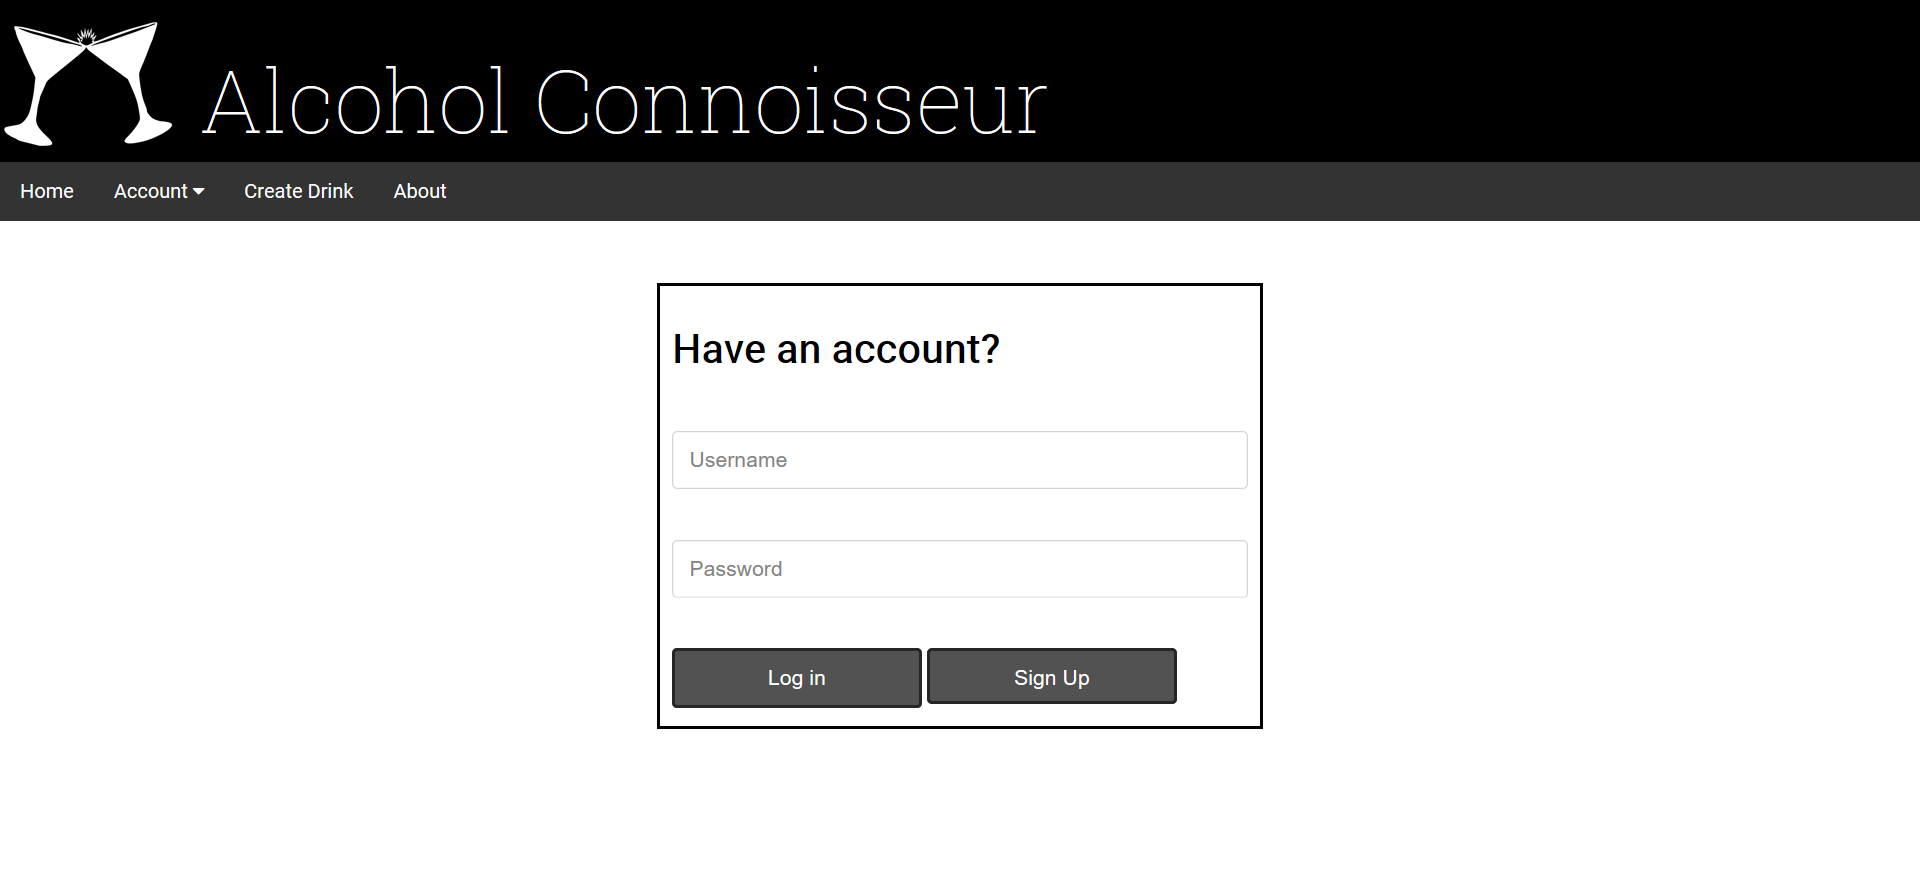 Alcohol Connoisseur
Home Account Create Drink About
Have an account?
Username
Password
Log in Sign Up